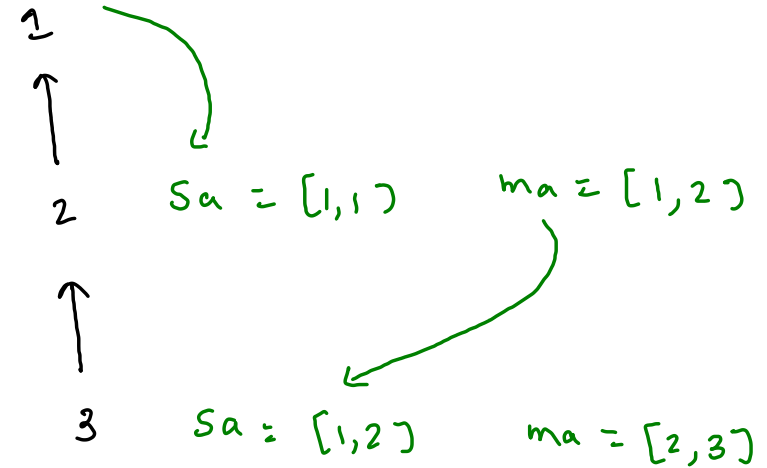 1
2 Sa = [1,1) ma = [1,2)
3 Sa = [1,2) ma = [2,3)